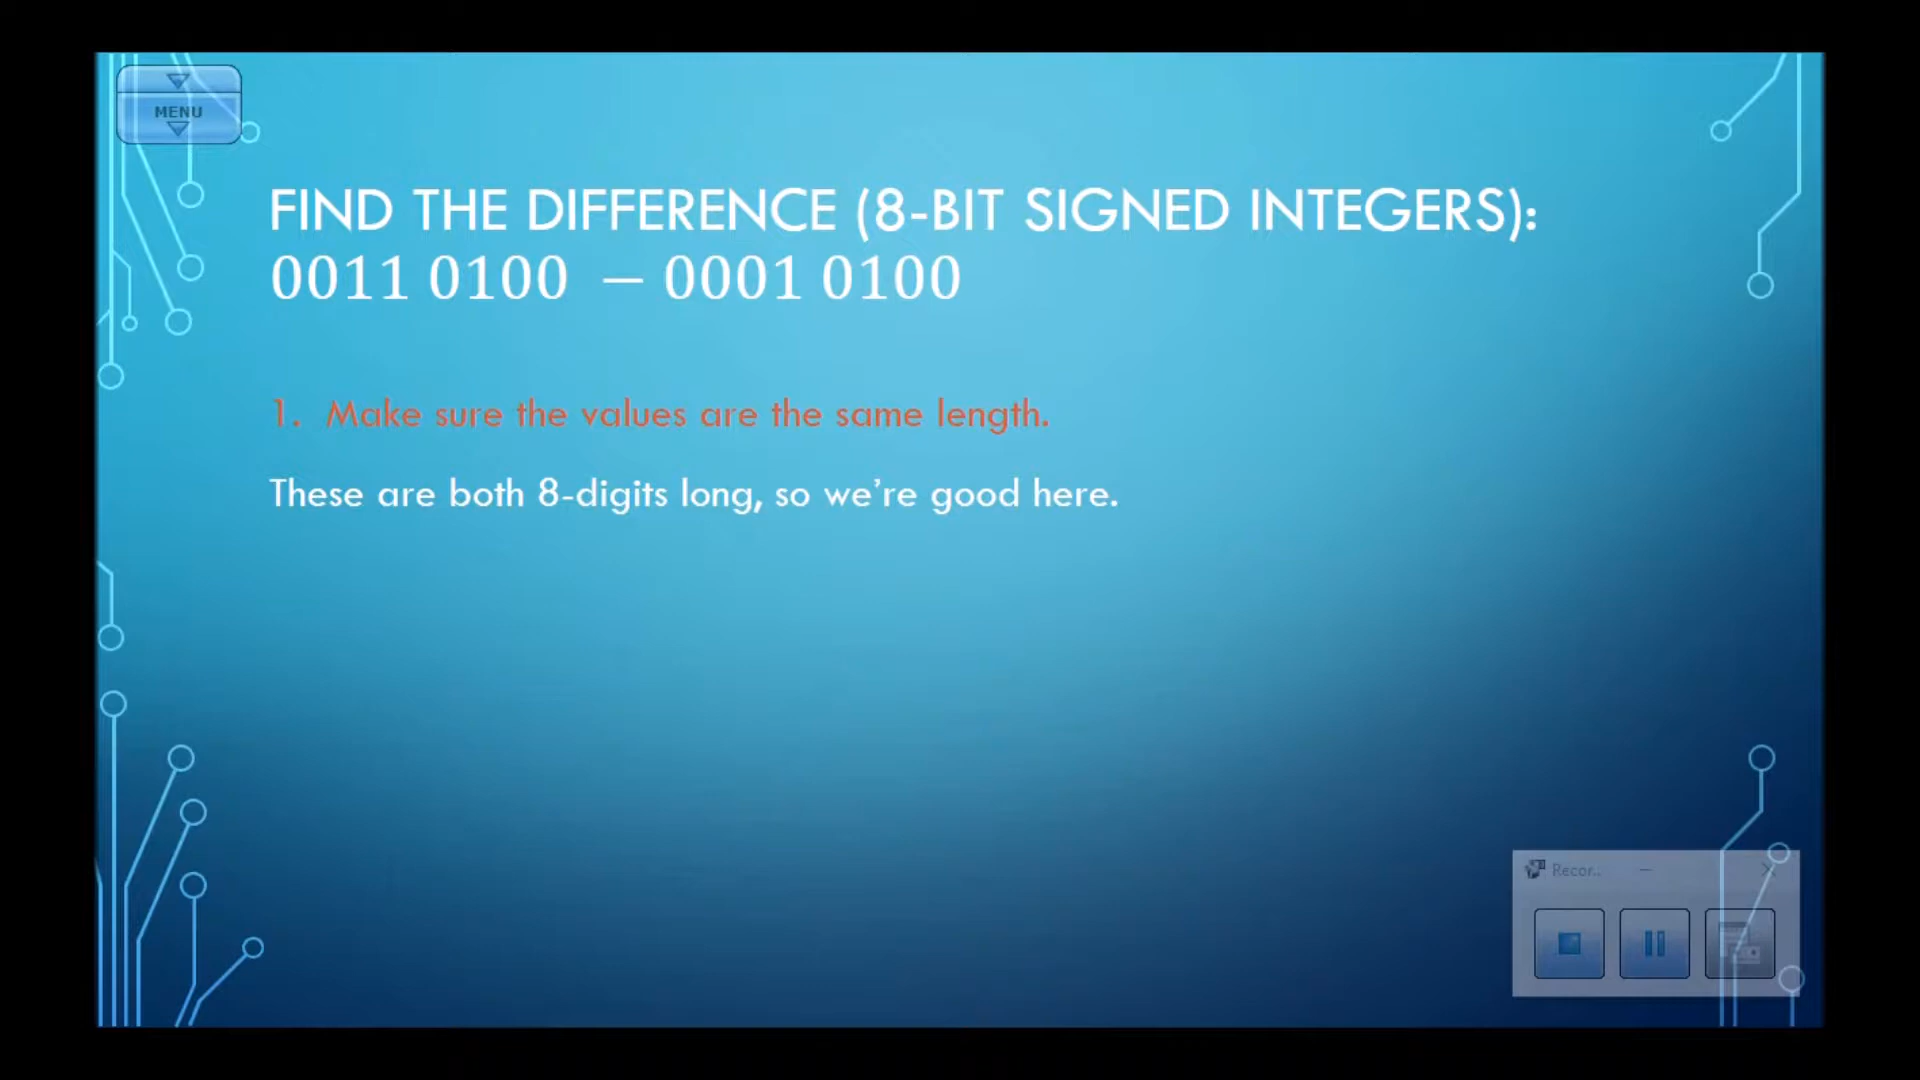 MENU
FIND THE DIFFERENCE (8-BIT SIGNED INTEGERS):
0011 0100 – 0001 0100
1. Make sure the values are the same length.
These are both 8-digits long, so we're good here.
Recor...